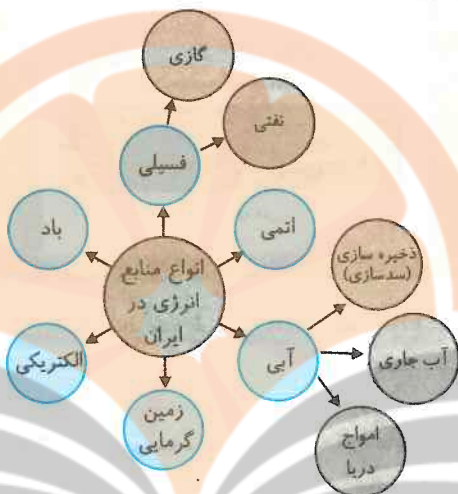 گازی
نفتی
فسیلی
باد
اتمی
انواع منابع
انرژی در
ایران
ذخیره سازی
(سدسازی)
الکتریکی
آبی
آب جاری
زمین
گرمایی
امواج
دریا